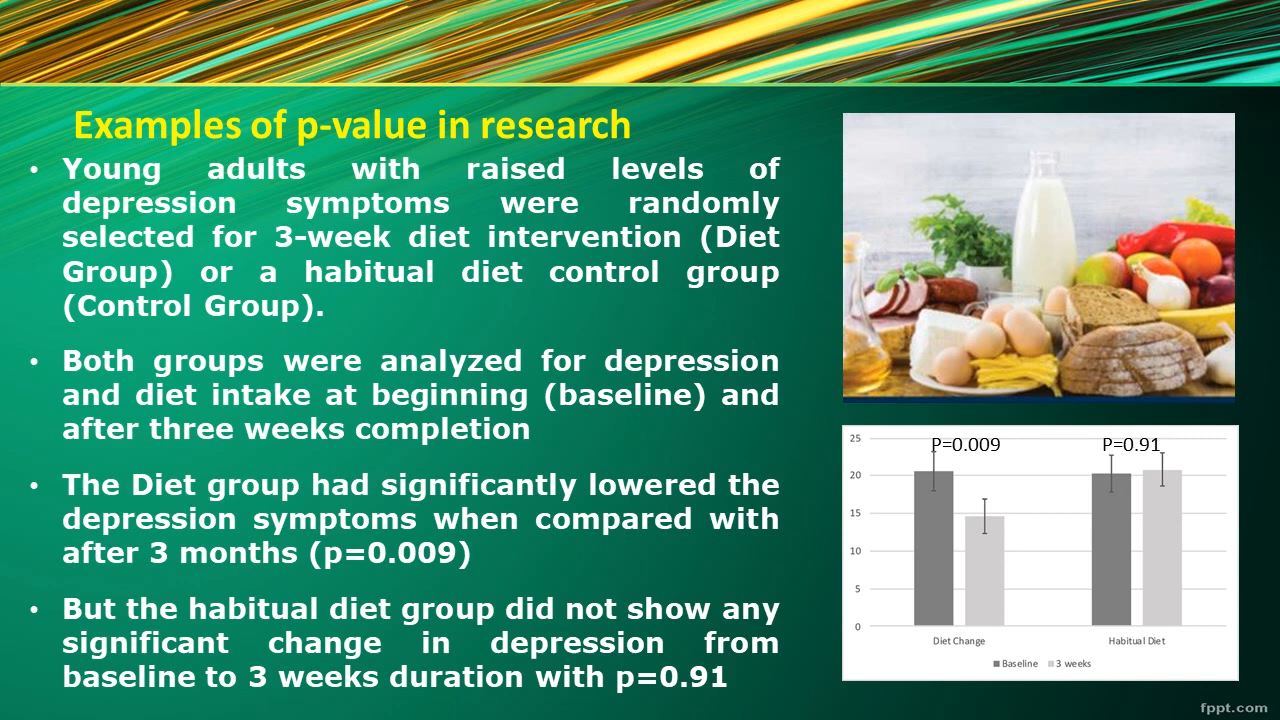 Examples of p-value in research
• Young adults with raised levels of
depression symptoms were randomly
selected for 3-week diet intervention (Diet
Group) or a habitual diet control group
(Control Group).
• Both groups were analyzed for depression
and diet intake at beginning (baseline) and
after three weeks completion
• The Diet group had significantly lowered the
depression symptoms when compared with
after 3 months (p=0.009)
• But the habitual diet group did not show any
significant change in depression from
baseline to 3 weeks duration with p=0.91
P=0.009 P=0.91
25
20
15
10
5
0
Diet Change Habitual Diet
Baseline 3 weeks
fppt.com